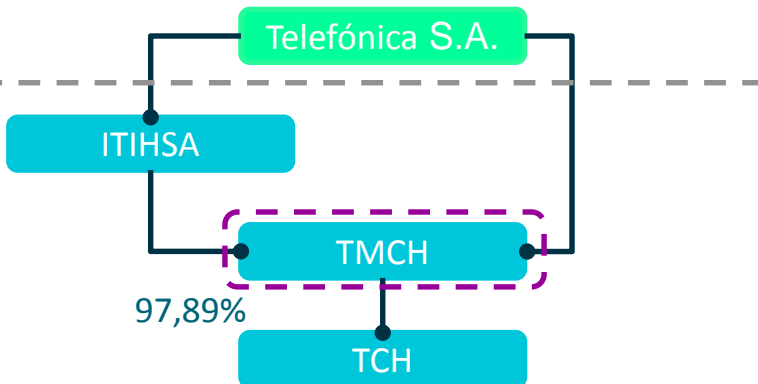 Telefónica S.A.
ITIHSA
TMCH
97,89%
TCH